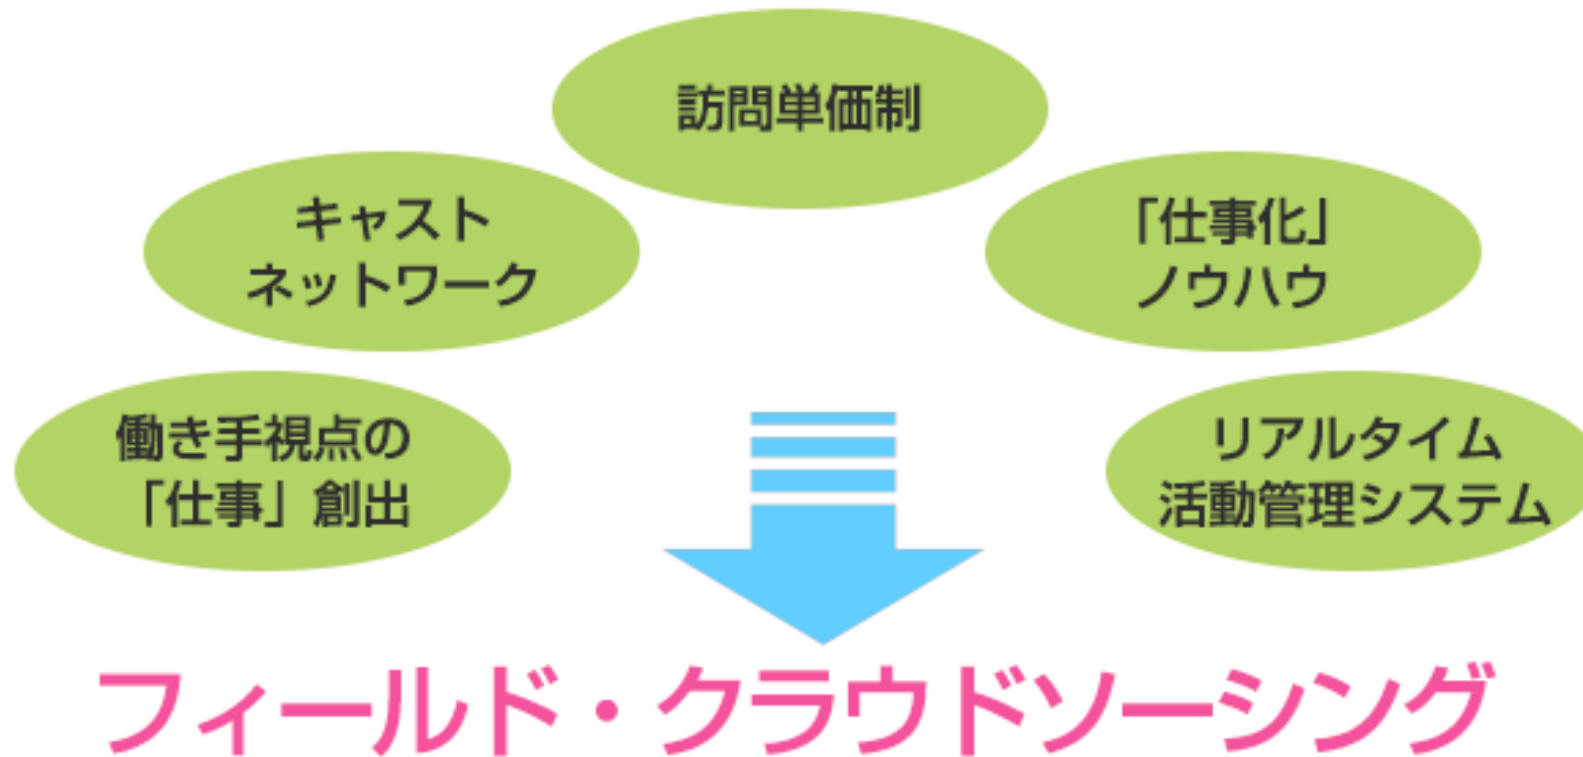 訪問単価制
キャスト
ネットワーク
「仕事化」
ノウハウ
働き手視点の
「仕事」創出
リアルタイム
活動管理システム
フィールド・クラウドソーシング